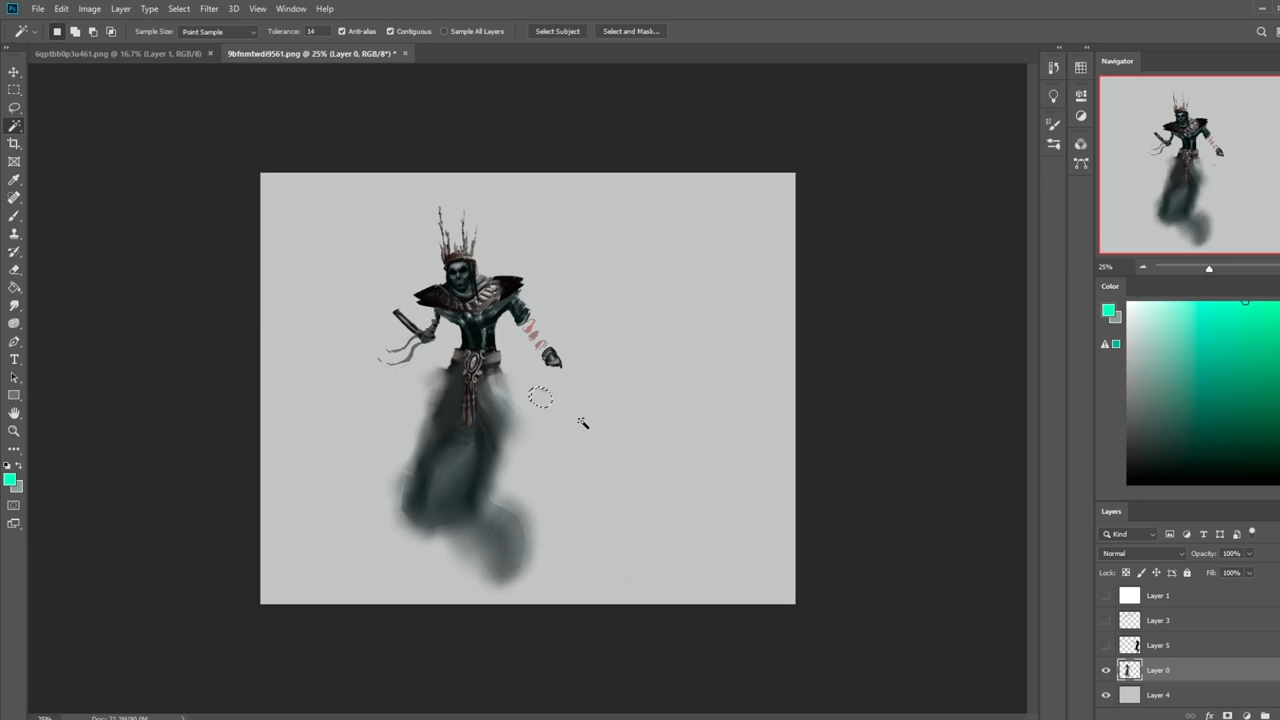 Ps File Edit Image Layer Type Select Filter 3D View Window Help
Sample Size: Point Sample Tolerance: 14 Anti-alias Contiguous Sample All Layers Select Subject Select and Mask...
6qptbb0p3u461.png @ 16.7% (Layer 1, RGB/8) × 9bfnmtwdi9561.png @ 25% (Layer 0, RGB/8*) * ×
Navigator
25%
Color
Layers
Kind
Normal Opacity: 100%
Lock: Fill: 100%
Layer 1
Layer 3
Layer 5
Layer 0
Layer 4
fx